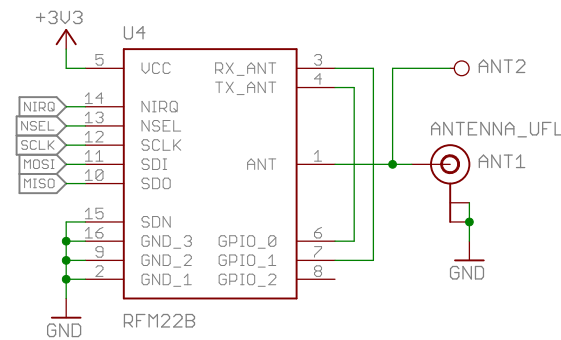 +3V3
U4
5 VCC RX_ANT 3
TX_ANT 4
ANT2
NIRQ 14 NIRQ
NSEL 13 NSEL
ANTENNA_UFL
SCLK 12 SCLK
MOSI 11 SDI ANT 1
ANT1
MISO 10 SDO
15 SDN
16 GND_3 GPIO_0 6
9 GND_2 GPIO_1 7
2 GND_1 GPIO_2 8
GND
RFM22B
GND